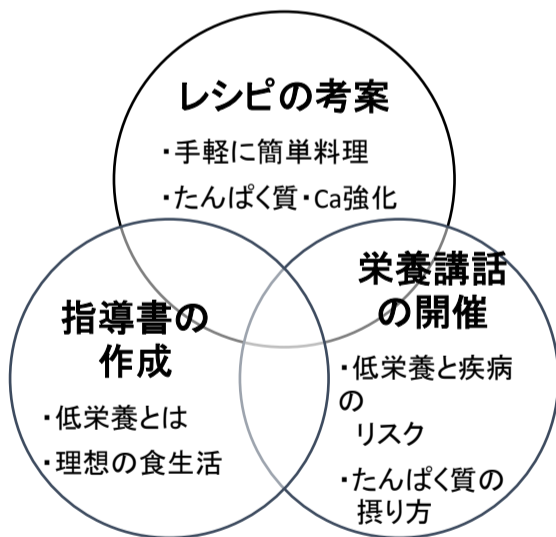 レシピの考案
・手軽に簡単料理
・たんぱく質・Ca強化
指導書の
作成
・低栄養とは
・理想の食生活
栄養講話
の開催
・低栄養と疾病
の
リスク
・たんぱく質の
摂り方